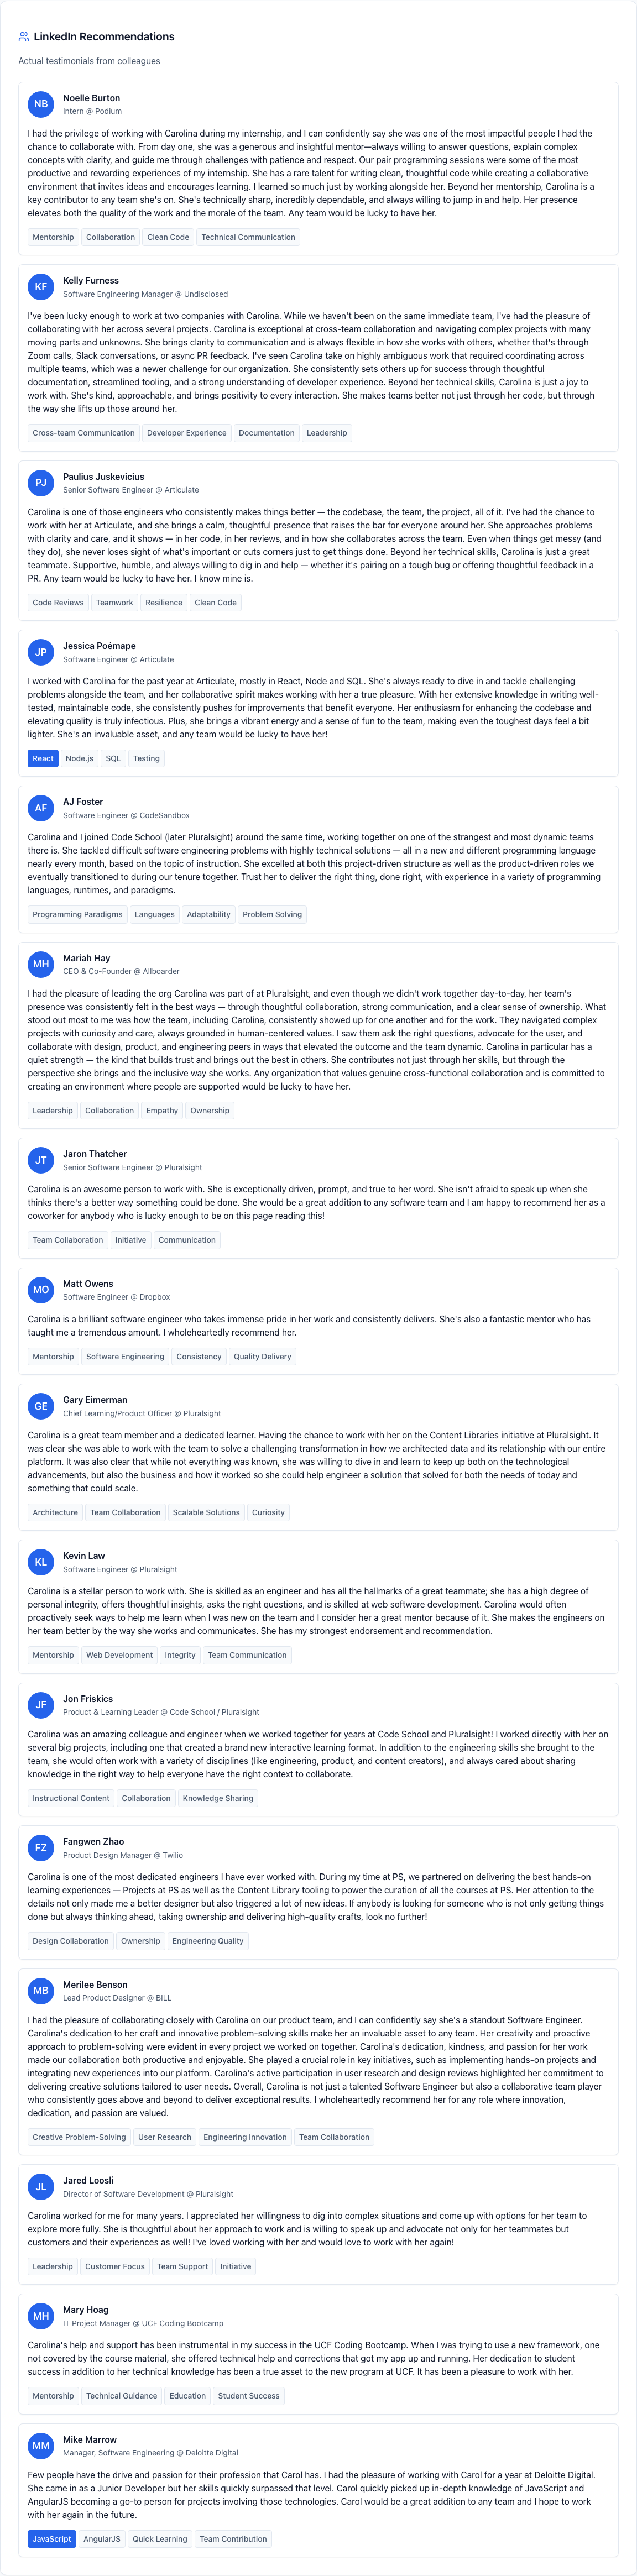 LinkedIn Recommendations
Actual testimonials from colleagues
NB
Noelle Burton
Intern @ Podium
I had the privilege of working with Carolina during my internship, and I can confidently say she was one of the most impactful people I had the
chance to collaborate with. From day one, she was a generous and insightful mentor—always willing to answer questions, explain complex
concepts with clarity, and guide me through challenges with patience and respect. Our pair programming sessions were some of the most
productive and rewarding experiences of my internship. She has a rare talent for writing clean, thoughtful code while creating a collaborative
environment that invites ideas and encourages learning. I learned so much just by working alongside her. Beyond her mentorship, Carolina is a
key contributor to any team she's on. She's technically sharp, incredibly dependable, and always willing to jump in and help. Her presence
elevates both the quality of the work and the morale of the team. Any team would be lucky to have her.
Mentorship Collaboration Clean Code Technical Communication
KF
Kelly Furness
Software Engineering Manager @ Undisclosed
I've been lucky enough to work at two companies with Carolina. While we haven't been on the same immediate team, I've had the pleasure of
collaborating with her across several projects. Carolina is exceptional at cross-team collaboration and navigating complex projects with many
moving parts and unknowns. She brings clarity to communication and is always flexible in how she works with others, whether that's through
Zoom calls, Slack conversations, or async PR feedback. I've seen Carolina take on highly ambiguous work that required coordinating across
multiple teams, which was a newer challenge for our organization. She consistently sets others up for success through thoughtful
documentation, streamlined tooling, and a strong understanding of developer experience. Beyond her technical skills, Carolina is just a joy to
work with. She's kind, approachable, and brings positivity to every interaction. She makes teams better not just through her code, but through
the way she lifts up those around her.
Cross-team Communication Developer Experience Documentation Leadership
PJ
Paulius Juskevicius
Senior Software Engineer @ Articulate
Carolina is one of those engineers who consistently makes things better — the codebase, the team, the project, all of it. I've had the chance to
work with her at Articulate, and she brings a calm, thoughtful presence that raises the bar for everyone around her. She approaches problems
with clarity and care, and it shows — in her code, in her reviews, and in how she collaborates across the team. Even when things get messy (and
they do), she never loses sight of what's important or cuts corners just to get things done. Beyond her technical skills, Carolina is just a great
teammate. Supportive, humble, and always willing to dig in and help — whether it's pairing on a tough bug or offering thoughtful feedback in a
PR. Any team would be lucky to have her. I know mine is.
Code Reviews Teamwork Resilience Clean Code
JP
Jessica Poémape
Software Engineer @ Articulate
I worked with Carolina for the past year at Articulate, mostly in React, Node and SQL. She's always ready to dive in and tackle challenging
problems alongside the team, and her collaborative spirit makes working with her a true pleasure. With her extensive knowledge in writing well-
tested, maintainable code, she consistently pushes for improvements that benefit everyone. Her enthusiasm for enhancing the codebase and
elevating quality is truly infectious. Plus, she brings a vibrant energy and a sense of fun to the team, making even the toughest days feel a bit
lighter. She's an invaluable asset, and any team would be lucky to have her!
React Node.js SQL Testing
AF
AJ Foster
Software Engineer @ CodeSandbox
Carolina and I joined Code School (later Pluralsight) around the same time, working together on one of the strangest and most dynamic teams
there is. She tackled difficult software engineering problems with highly technical solutions — all in a new and different programming language
nearly every month, based on the topic of instruction. She excelled at both this project-driven structure as well as the product-driven roles we
eventually transitioned to during our tenure together. Trust her to deliver the right thing, done right, with experience in a variety of programming
languages, runtimes, and paradigms.
Programming Paradigms Languages Adaptability Problem Solving
MH
Mariah Hay
CEO & Co-Founder @ Allboarder
I had the pleasure of leading the org Carolina was part of at Pluralsight, and even though we didn't work together day-to-day, her team's
presence was consistently felt in the best ways — through thoughtful collaboration, strong communication, and a clear sense of ownership. What
stood out most to me was how the team, including Carolina, consistently showed up for one another and for the work. They navigated complex
projects with curiosity and care, always grounded in human-centered values. I saw them ask the right questions, advocate for the user, and
collaborate with design, product, and engineering peers in ways that elevated the outcome and the team dynamic. Carolina in particular has a
quiet strength — the kind that builds trust and brings out the best in others. She contributes not just through her skills, but through the
perspective she brings and the inclusive way she works. Any organization that values genuine cross-functional collaboration and is committed to
creating an environment where people are supported would be lucky to have her.
Leadership Collaboration Empathy Ownership
JT
Jaron Thatcher
Senior Software Engineer @ Pluralsight
Carolina is an awesome person to work with. She is exceptionally driven, prompt, and true to her word. She isn't afraid to speak up when she
thinks there's a better way something could be done. She would be a great addition to any software team and I am happy to recommend her as a
coworker for anybody who is lucky enough to be on this page reading this!
Team Collaboration Initiative Communication
MO
Matt Owens
Software Engineer @ Dropbox
Carolina is a brilliant software engineer who takes immense pride in her work and consistently delivers. She's also a fantastic mentor who has
taught me a tremendous amount. I wholeheartedly recommend her.
Mentorship Software Engineering Consistency Quality Delivery
GE
Gary Eimerman
Chief Learning/Product Officer @ Pluralsight
Carolina is a great team member and a dedicated learner. Having the chance to work with her on the Content Libraries initiative at Pluralsight. It
was clear she was able to work with the team to solve a challenging transformation in how we architected data and its relationship with our entire
platform. It was also clear that while not everything was known, she was willing to dive in and learn to keep up both on the technological
advancements, but also the business and how it worked so she could help engineer a solution that solved for both the needs of today and
something that could scale.
Architecture Team Collaboration Scalable Solutions Curiosity
KL
Kevin Law
Software Engineer @ Pluralsight
Carolina is a stellar person to work with. She is skilled as an engineer and has all the hallmarks of a great teammate; she has a high degree of
personal integrity, offers thoughtful insights, asks the right questions, and is skilled at web software development. Carolina would often
proactively seek ways to help me learn when I was new on the team and I consider her a great mentor because of it. She makes the engineers on
her team better by the way she works and communicates. She has my strongest endorsement and recommendation.
Mentorship Web Development Integrity Team Communication
JF
Jon Friskics
Product & Learning Leader @ Code School / Pluralsight
Carolina was an amazing colleague and engineer when we worked together for years at Code School and Pluralsight! I worked directly with her on
several big projects, including one that created a brand new interactive learning format. In addition to the engineering skills she brought to the
team, she would often work with a variety of disciplines (like engineering, product, and content creators), and always cared about sharing
knowledge in the right way to help everyone have the right context to collaborate.
Instructional Content Collaboration Knowledge Sharing
FZ
Fangwen Zhao
Product Design Manager @ Twilio
Carolina is one of the most dedicated engineers I have ever worked with. During my time at PS, we partnered on delivering the best hands-on
learning experiences — Projects at PS as well as the Content Library tooling to power the curation of all the courses at PS. Her attention to the
details not only made me a better designer but also triggered a lot of new ideas. If anybody is looking for someone who is not only getting things
done but always thinking ahead, taking ownership and delivering high-quality crafts, look no further!
Design Collaboration Ownership Engineering Quality
MB
Merilee Benson
Lead Product Designer @ BILL
I had the pleasure of collaborating closely with Carolina on our product team, and I can confidently say she's a standout Software Engineer.
Carolina's dedication to her craft and innovative problem-solving skills make her an invaluable asset to any team. Her creativity and proactive
approach to problem-solving were evident in every project we worked on together. Carolina's dedication, kindness, and passion for her work
made our collaboration both productive and enjoyable. She played a crucial role in key initiatives, such as implementing hands-on projects and
integrating new experiences into our platform. Carolina's active participation in user research and design reviews highlighted her commitment to
delivering creative solutions tailored to user needs. Overall, Carolina is not just a talented Software Engineer but also a collaborative team player
who consistently goes above and beyond to deliver exceptional results. I wholeheartedly recommend her for any role where innovation,
dedication, and passion are valued.
Creative Problem-Solving User Research Engineering Innovation Team Collaboration
JL
Jared Loosli
Director of Software Development @ Pluralsight
Carolina worked for me for many years. I appreciated her willingness to dig into complex situations and come up with options for her team to
explore more fully. She is thoughtful about her approach to work and is willing to speak up and advocate not only for her teammates but
customers and their experiences as well! I've loved working with her and would love to work with her again!
Leadership Customer Focus Team Support Initiative
MH
Mary Hoag
IT Project Manager @ UCF Coding Bootcamp
Carolina's help and support has been instrumental in my success in the UCF Coding Bootcamp. When I was trying to use a new framework, one
not covered by the course material, she offered technical help and corrections that got my app up and running. Her dedication to student
success in addition to her technical knowledge has been a true asset to the new program at UCF. It has been a pleasure to work with her.
Mentorship Technical Guidance Education Student Success
MM
Mike Marrow
Manager, Software Engineering @ Deloitte Digital
Few people have the drive and passion for their profession that Carol has. I had the pleasure of working with Carol for a year at Deloitte Digital.
She came in as a Junior Developer but her skills quickly surpassed that level. Carol quickly picked up in-depth knowledge of JavaScript and
AngularJS becoming a go-to person for projects involving those technologies. Carol would be a great addition to any team and I hope to work
with her again in the future.
JavaScript AngularJS Quick Learning Team Contribution